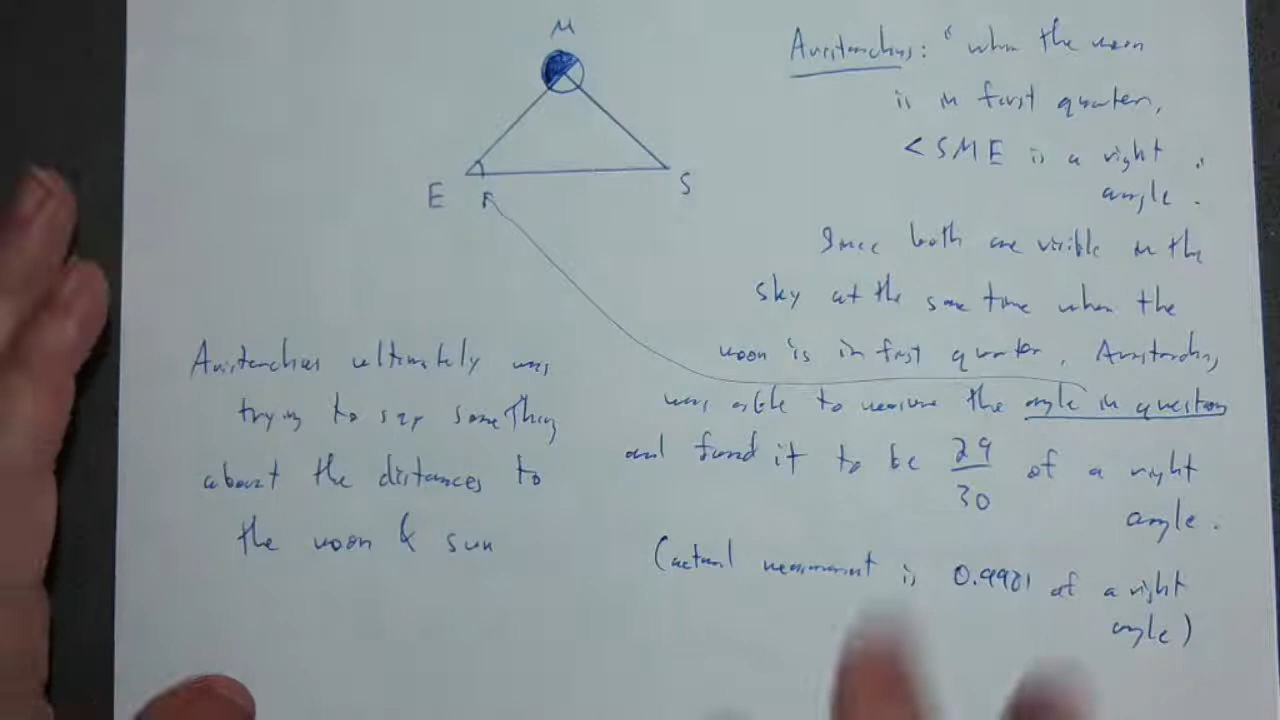 M
E
S
Aristarchus: "when the moon
is in first quarter,
<SME is a right
angle.
Since both are visible in the
sky at the same time when the
moon is in first quarter, Aristarchus
was able to measure the angle in question
and found it to be 29/30 of a right
angle.
(actual measurement is 0.9981 of a right
angle)
Aristarchus ultimately was
trying to say something
about the distances to
the moon & sun